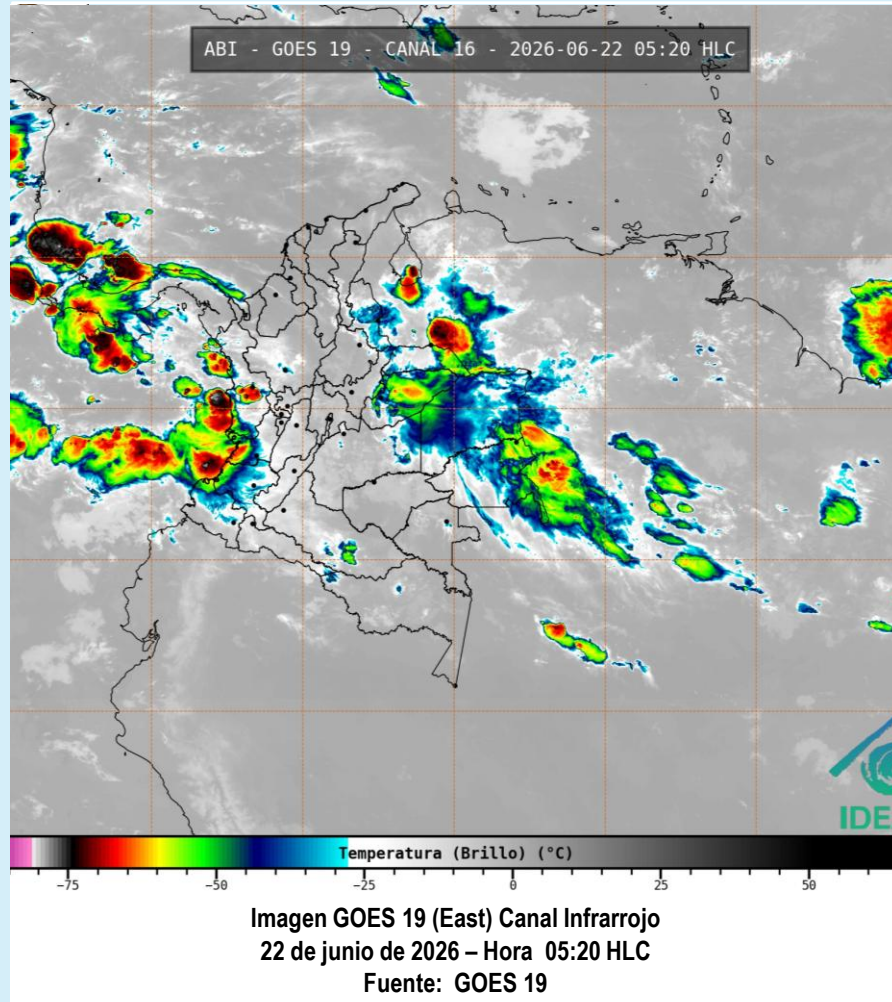 ABI - GOES 19 - CANAL 16 - 2026-06-22 05:20 HLC
IDE
Temperatura (Brillo) (°C)
−75 −50 −25 0 25 50
Imagen GOES 19 (East) Canal Infrarrojo
22 de junio de 2026 – Hora 05:20 HLC
Fuente: GOES 19